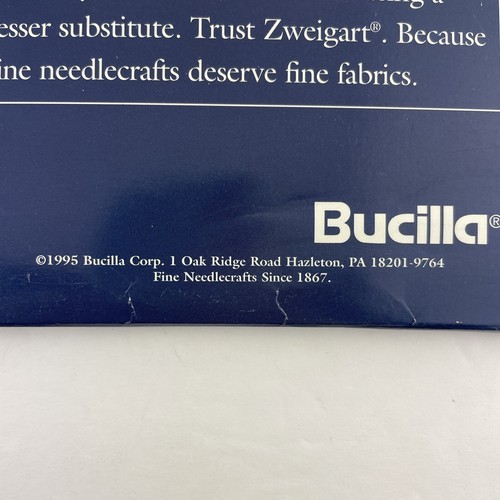 a
esser substitute. Trust Zweigart®. Because
ine needlecrafts deserve fine fabrics.
Bucilla®
©1995 Bucilla Corp. 1 Oak Ridge Road Hazleton, PA 18201-9764
Fine Needlecrafts Since 1867.